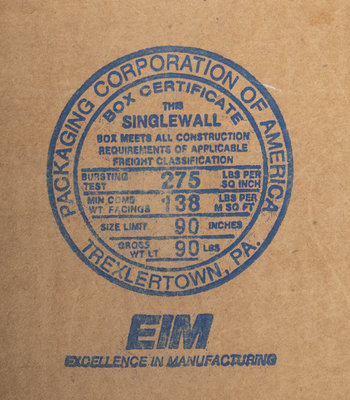 PACKAGING CORPORATION OF AMERICA
BOX CERTIFICATE
THIS
SINGLEWALL
BOX MEETS ALL CONSTRUCTION
REQUIREMENTS OF APPLICABLE
FREIGHT CLASSIFICATION
BURSTING TEST 275 LBS PER SQ INCH
MIN COMB WT FACINGS 138 LBS PER M SQ FT
SIZE LIMIT 90 INCHES
GROSS WT LT 90 LBS
TREXLERTOWN, PA.
EIM
EXCELLENCE IN MANUFACTURING